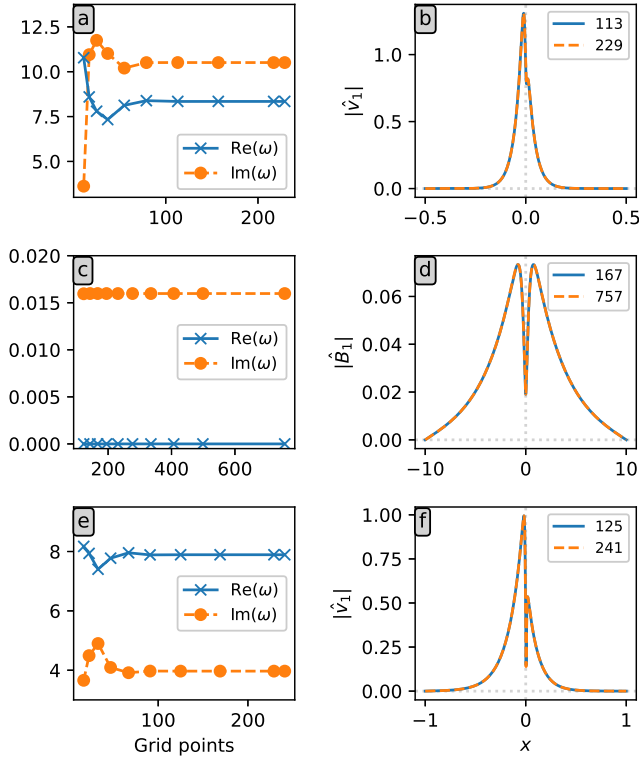 a
12.5
10.0
7.5
5.0
Re(ω)
Im(ω)
100
200
b
|v̂₁|
1.0
0.5
0.0
113
229
−0.5
0.0
0.5
c
0.020
0.015
0.010
0.005
0.000
Re(ω)
Im(ω)
200
400
600
d
|B̂₁|
0.06
0.04
0.02
0.00
167
757
−10
0
10
e
8
6
4
Re(ω)
Im(ω)
100
200
Grid points
f
|v̂₁|
1.00
0.75
0.50
0.25
0.00
125
241
−1
0
1
x